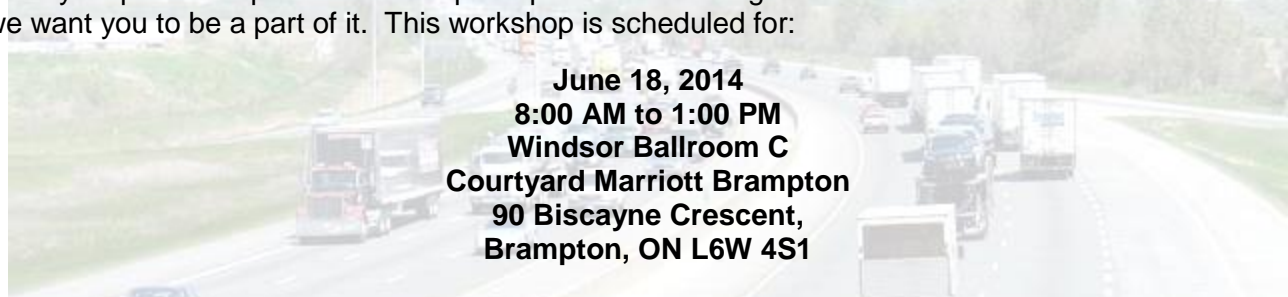 we want you to be a part of it.  This workshop is scheduled for:
June 18, 2014
8:00 AM to 1:00 PM
Windsor Ballroom C
Courtyard Marriott Brampton
90 Biscayne Crescent,
Brampton, ON L6W 4S1